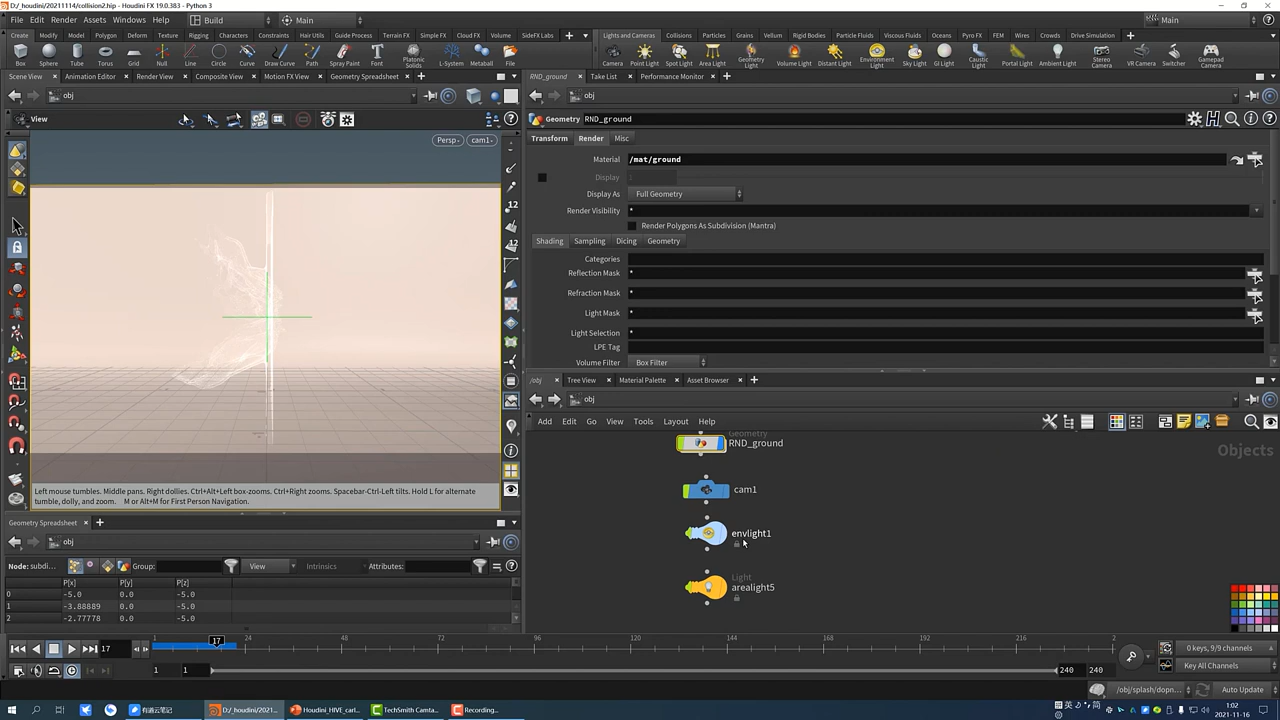 D:/_houdini/20211114/collision2.hip - Houdini FX 19.0.383 - Python 3
File Edit Render Assets Windows Help Build Main Main
Create Modify Model Polygon Deform Texture Rigging Characters Constraints Hair Utils Guide Process Terrain FX Simple FX Cloud FX Volume SideFX Labs
Lights and Cameras Collisions Particles Grains Vellum Rigid Bodies Particle Fluids Viscous Fluids Oceans Pyro FX FEM Wires Crowds Drive Simulation
Box Sphere Tube Torus Grid Null Line Circle Curve Draw Curve Path Spray Paint Font Platonic Solids L-System Metaball File
Camera Point Light Spot Light Area Light Geometry Light Volume Light Distant Light Environment Light Sky Light GI Light Caustic Light Portal Light Ambient Light Stereo Camera VR Camera Switcher Gamepad Camera
Scene View Animation Editor Render View Composite View Motion FX View Geometry Spreadsheet
obj
View
Persp cam1
Left mouse tumbles. Middle pans. Right dollies. Ctrl+Alt+Left box-zooms. Ctrl+Right zooms. Spacebar-Ctrl-Left tilts. Hold L for alternate
tumble, dolly, and zoom. M or Alt+M for First Person Navigation.
RND_ground Take List Performance Monitor
obj
Geometry RND_ground
Transform Render Misc
Material /mat/ground
Display
Display As Full Geometry
Render Visibility *
Render Polygons As Subdivision (Mantra)
Shading Sampling Dicing Geometry
Categories
Reflection Mask *
Refraction Mask *
Light Mask *
Light Selection *
LPE Tag
Volume Filter Box Filter
/obj Tree View Material Palette Asset Browser
obj
Add Edit Go View Tools Layout Help
Objects
Geometry
RND_ground
cam1
envlight1
Light
arealight5
Geometry Spreadsheet
obj
Node: subdi... Group: View Intrinsics Attributes:
P[x] P[y] P[z]
0 -5.0 0.0 -5.0
1 -3.88889 0.0 -5.0
2 -2.77778 0.0 -5.0
17
1 17 24 48 72 96 120 144 168 192 216 2
1 1 240 240
0 keys, 9/9 channels
Key All Channels
/obj/splash/dopn... Auto Update
有道云笔记 D:/_houdini/2021... Houdini_HIVE_carl... TechSmith Camta... Recording...
英
1:02
2021-11-16